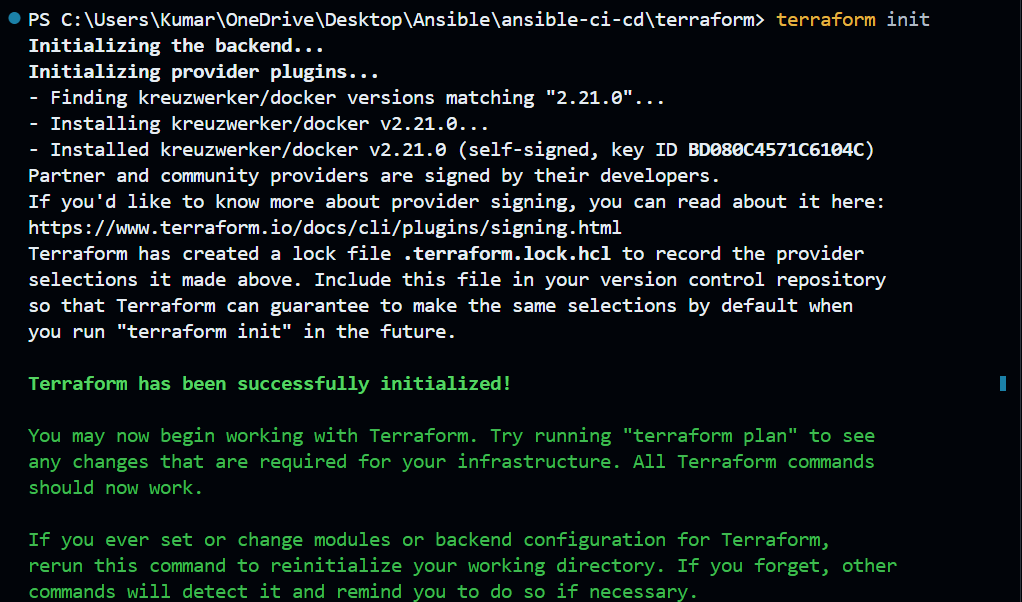 PS C:\Users\Kumar\OneDrive\Desktop\Ansible\ansible-ci-cd\terraform> terraform init
Initializing the backend...
Initializing provider plugins...
- Finding kreuzwerker/docker versions matching "2.21.0"...
- Installing kreuzwerker/docker v2.21.0...
- Installed kreuzwerker/docker v2.21.0 (self-signed, key ID BD080C4571C6104C)
Partner and community providers are signed by their developers.
If you'd like to know more about provider signing, you can read about it here:
https://www.terraform.io/docs/cli/plugins/signing.html
Terraform has created a lock file .terraform.lock.hcl to record the provider
selections it made above. Include this file in your version control repository
so that Terraform can guarantee to make the same selections by default when
you run "terraform init" in the future.
Terraform has been successfully initialized!
You may now begin working with Terraform. Try running "terraform plan" to see
any changes that are required for your infrastructure. All Terraform commands
should now work.
If you ever set or change modules or backend configuration for Terraform,
rerun this command to reinitialize your working directory. If you forget, other
commands will detect it and remind you to do so if necessary.